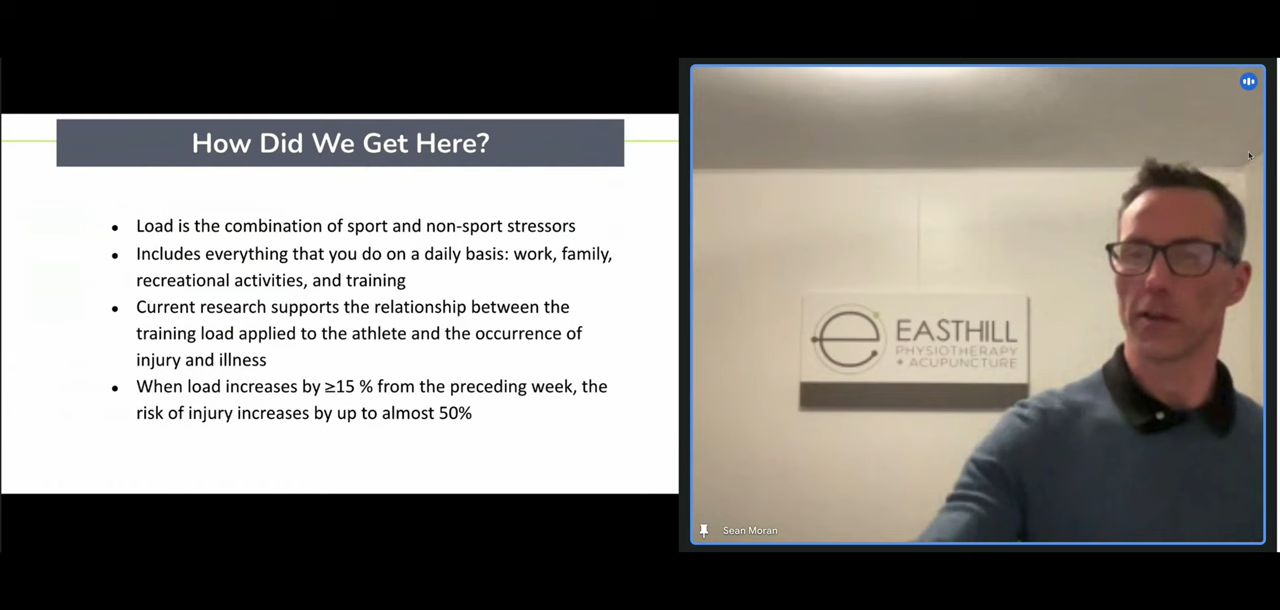 How Did We Get Here?
• Load is the combination of sport and non-sport stressors
• Includes everything that you do on a daily basis: work, family,
recreational activities, and training
• Current research supports the relationship between the
training load applied to the athlete and the occurrence of
injury and illness
• When load increases by ≥15 % from the preceding week, the
risk of injury increases by up to almost 50%
e EASTHILL
PHYSIOTHERAPY
+ ACUPUNCTURE
Sean Moran